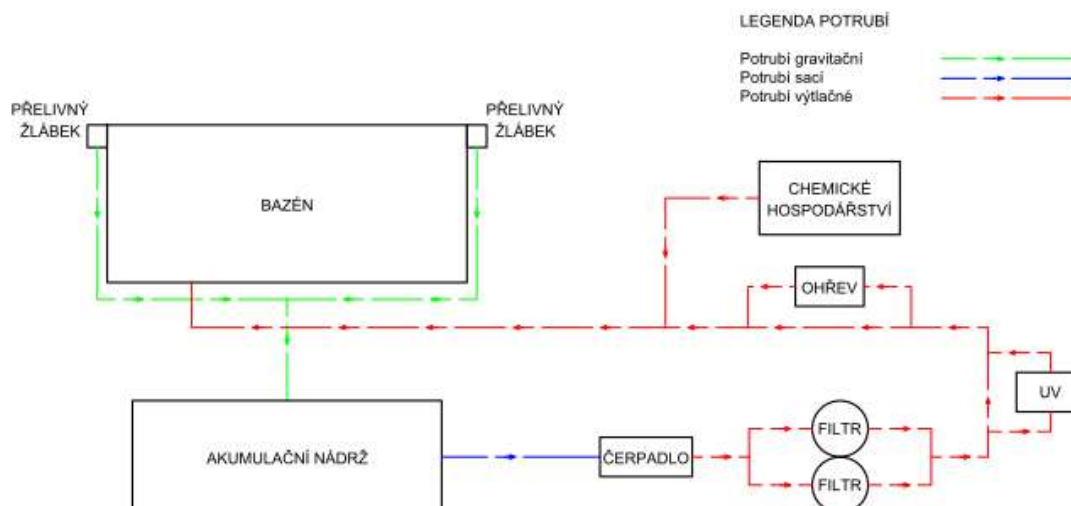 LEGENDA POTRUBÍ
Potrubí gravitační
Potrubí sací
Potrubí výtlačné
PŘELIVNÝ
ŽLÁBEK
PŘELIVNÝ
ŽLÁBEK
BAZÉN
CHEMICKÉ
HOSPODÁŘSTVÍ
OHŘEV
UV
AKUMULAČNÍ NÁDRŽ
ČERPADLO
FILTR
FILTR